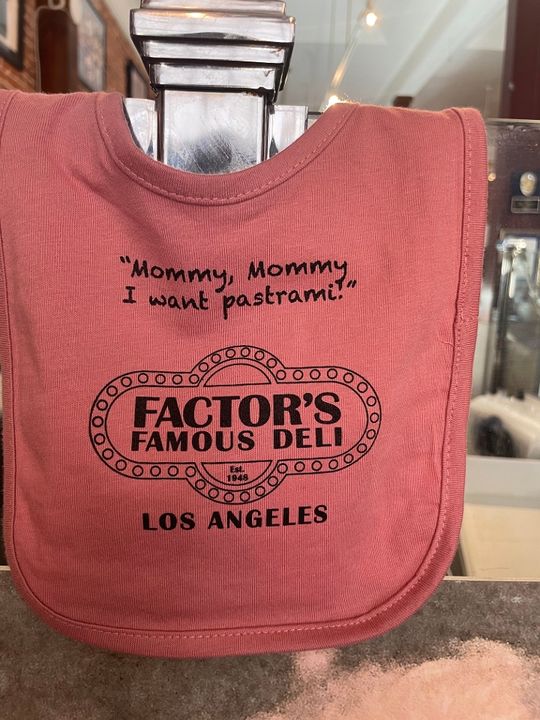 "Mommy, Mommy
I want pastrami!"
FACTOR'S
FAMOUS DELI
Est.
1948
LOS ANGELES